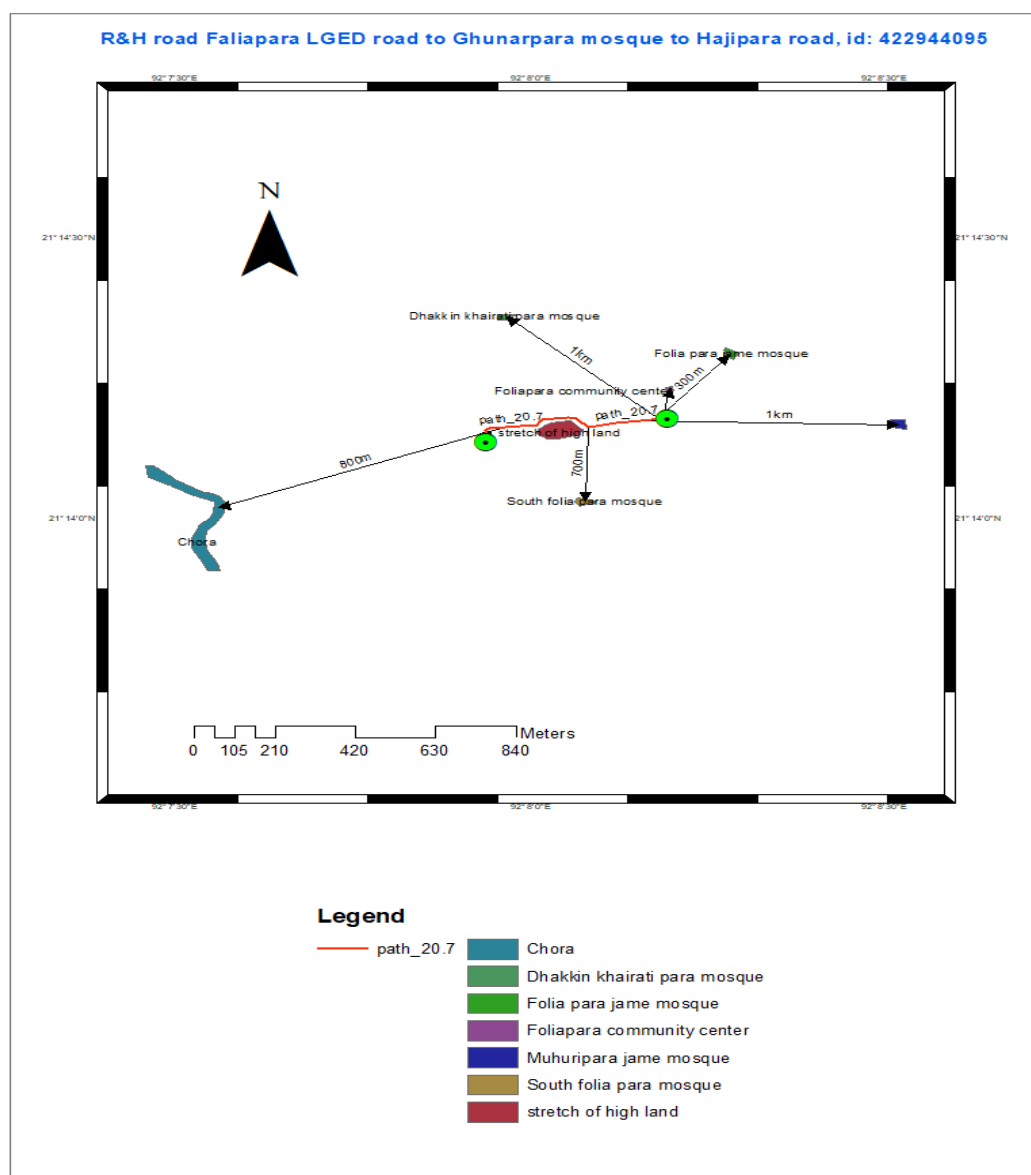 R&H road Faliapara LGED road to Ghunarpara mosque to Hajipara road, id: 422944095
92°7'30"E 92°8'0"E 92°8'30"E
N
21°14'30"N 21°14'30"N
Dhakkin khairati para mosque
1km
Folia para jame mosque
300m
Foliapara community center
path_20.7 path_20.7
1km
stretch of high land
800m
700m
South folia para mosque
21°14'0"N 21°14'0"N
Chora
Meters
0 105 210 420 630 840
92°7'30"E 92°8'0"E 92°8'30"E
Legend
path_20.7
Chora
Dhakkin khairati para mosque
Folia para jame mosque
Foliapara community center
Muhuripara jame mosque
South folia para mosque
stretch of high land